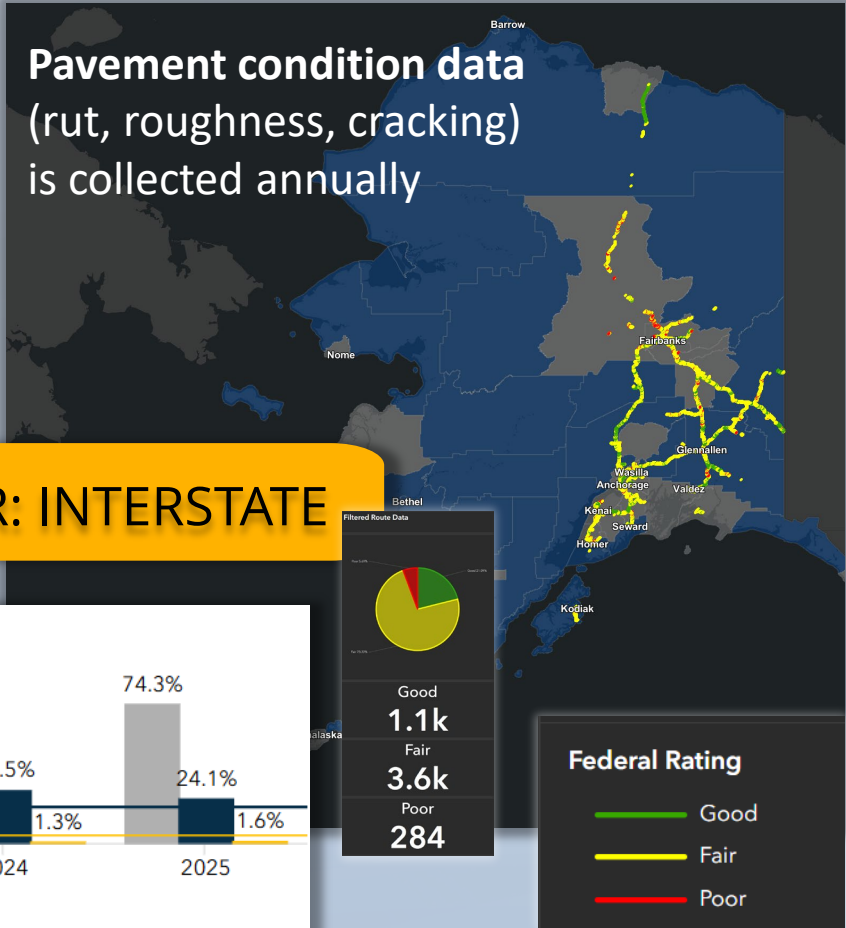 Barrow
Pavement condition data
(rut, roughness, cracking)
is collected annually
Nome
Fairbanks
Glennallen
Wasilla
Anchorage
Valdez
Bethel
Kenai
Seward
Homer
Kodiak
R: INTERSTATE
Filtered Route Data
Good
1.1k
Fair
3.6k
Poor
284
alaska
74.3%
.5%
24.1%
1.3%
1.6%
024
2025
Federal Rating
Good
Fair
Poor